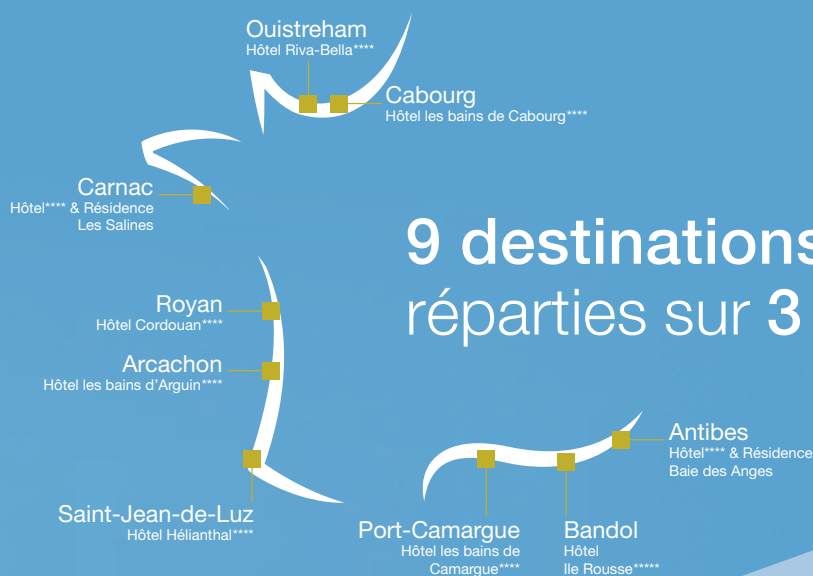 Ouistreham
Hôtel Riva-Bella****
Cabourg
Hôtel les bains de Cabourg****
Carnac
Hôtel**** & Résidence
Les Salines
9 destinations
réparties sur 3
Royan
Hôtel Cordouan****
Arcachon
Hôtel les bains d'Arguin****
Saint-Jean-de-Luz
Hôtel Hélianthal****
Port-Camargue
Hôtel les bains de
Camargue****
Bandol
Hôtel
Ile Rousse*****
Antibes
Hôtel**** & Résidence
Baie des Anges